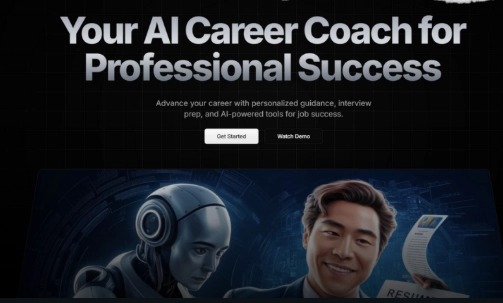 Your AI Career Coach for
Professional Success
Advance your career with personalized guidance, interview
prep, and AI-powered tools for job success.
Get Started
Watch Demo
RESUM